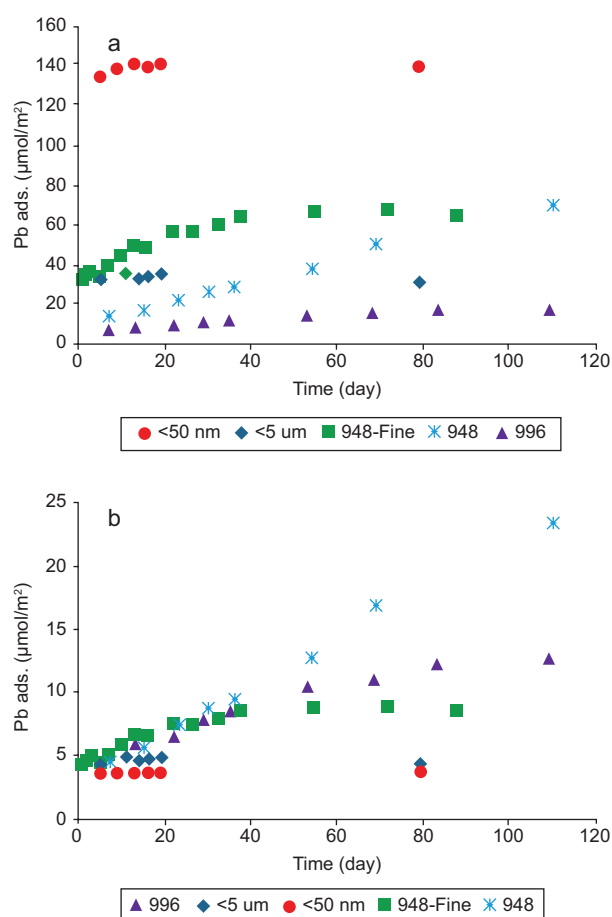 a
Pb ads. (µmol/m²)
160
140
120
100
80
60
40
20
0
0 20 40 60 80 100 120
Time (day)
<50 nm <5 um 948-Fine 948 996
b
Pb ads. (µmol/m²)
25
20
15
10
5
0
0 20 40 60 80 100 120
Time (day)
996 <5 um <50 nm 948-Fine 948